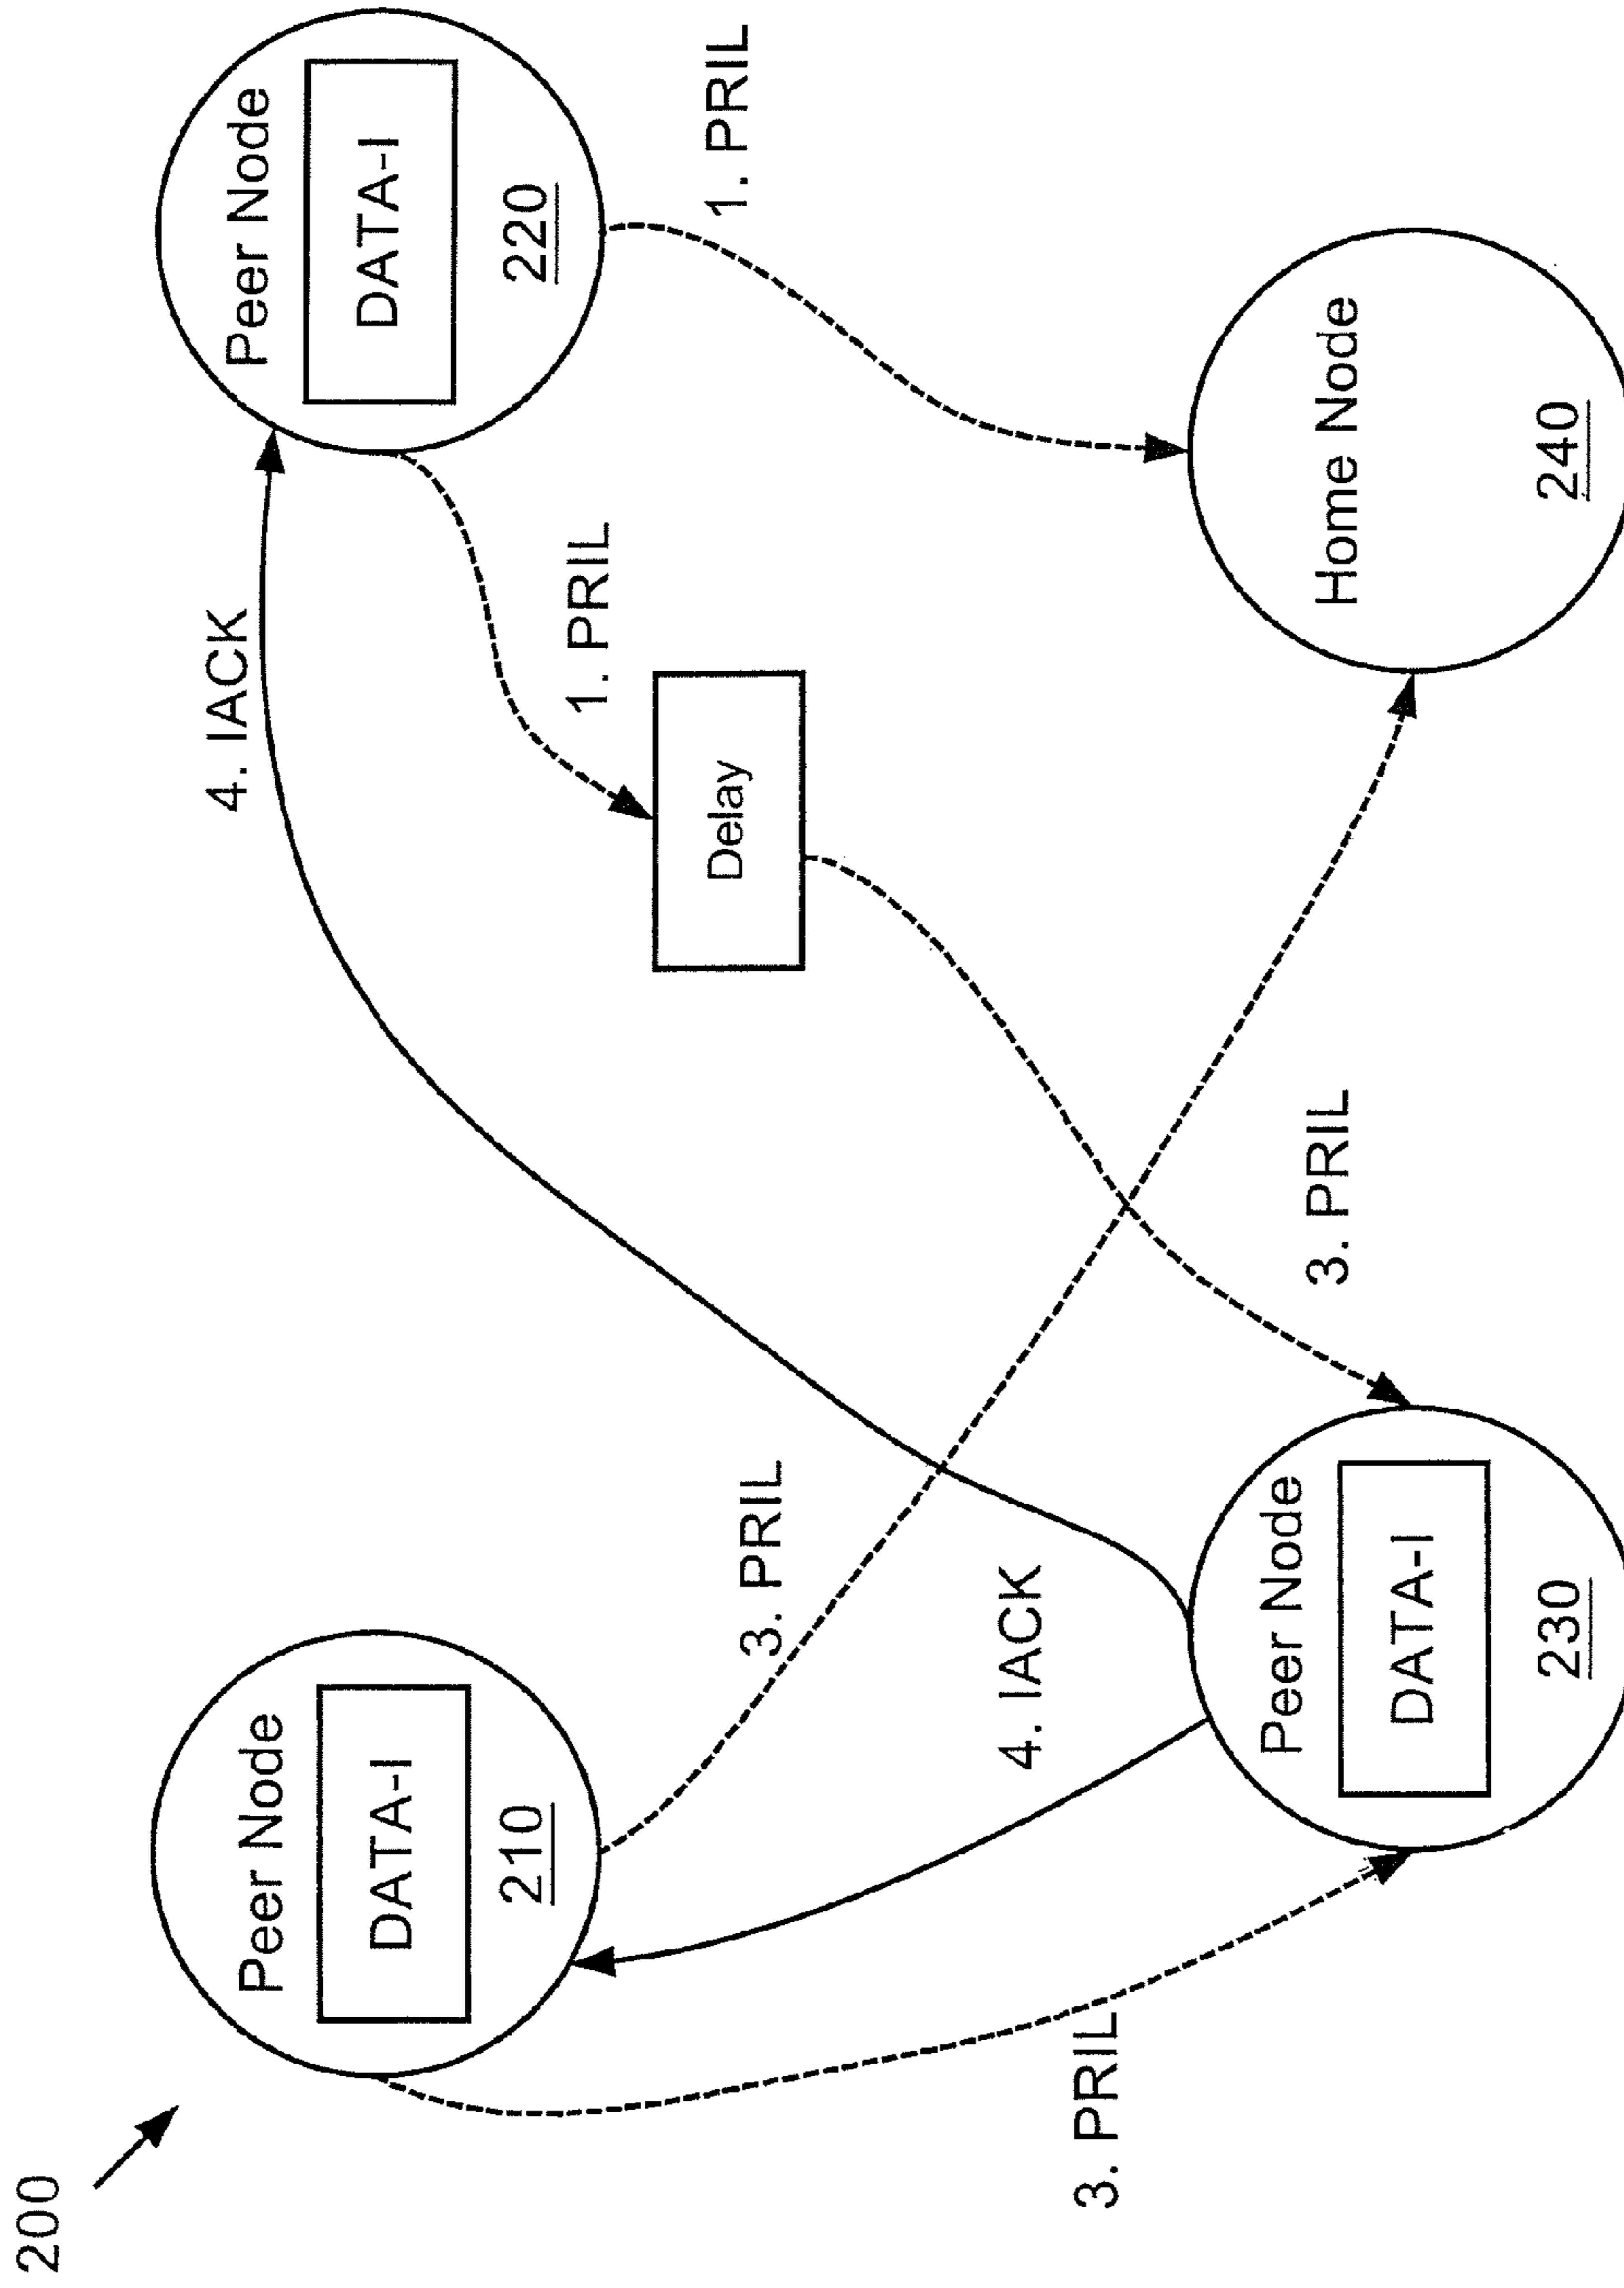 200
Peer Node
DATA-I
210
4. IACK
Peer Node
DATA-I
220
1. PRIL
Delay
3. PRIL
1. PRIL
4. IACK
3. PRIL
3. PRIL
Peer Node
DATA-I
230
Home Node
240